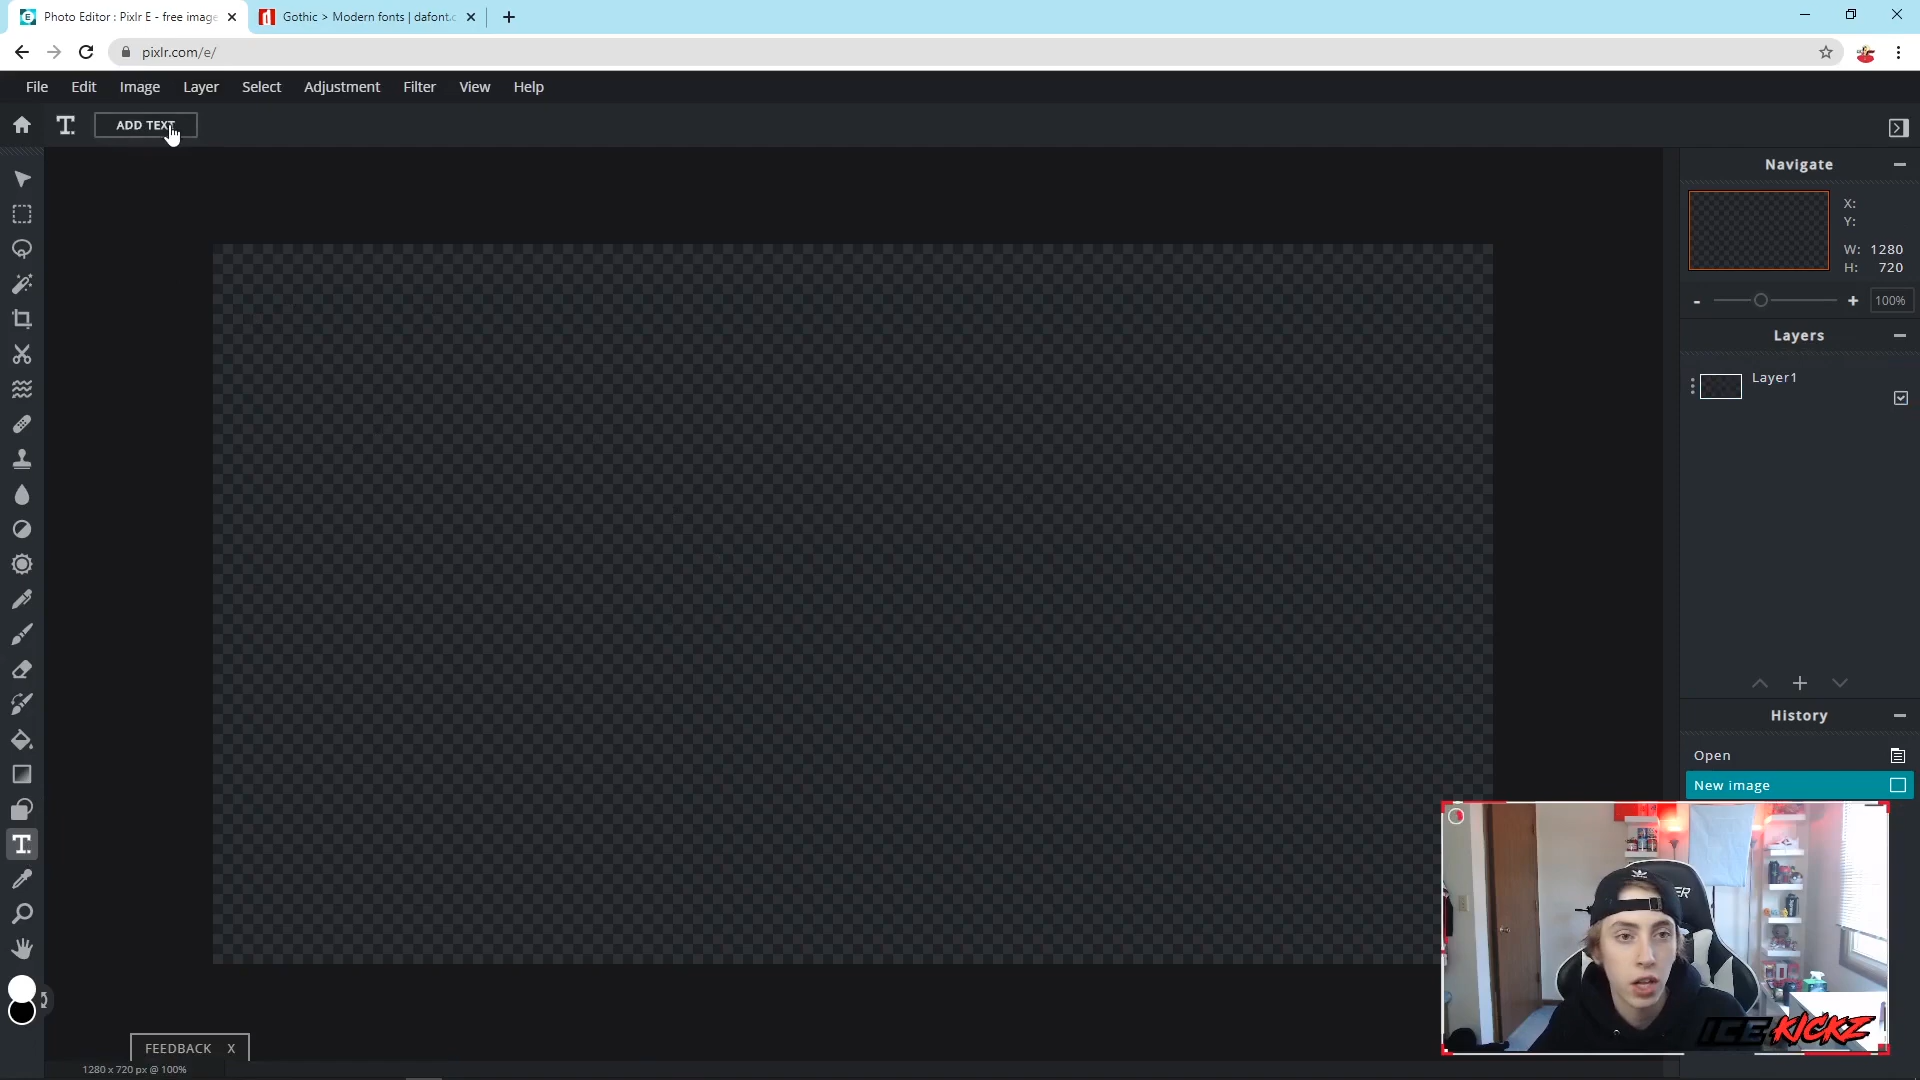 Photo Editor : Pixlr E - free image
Gothic > Modern fonts | dafont.c
pixlr.com/e/
File Edit Image Layer Select Adjustment Filter View Help
T. ADD TEXT
Navigate
X:
Y:
W: 1280
H: 720
- + 100%
Layers
Layer1
History
Open
New image
T.
ICE KICKZ
FEEDBACK X
1280 x 720 px @ 100%